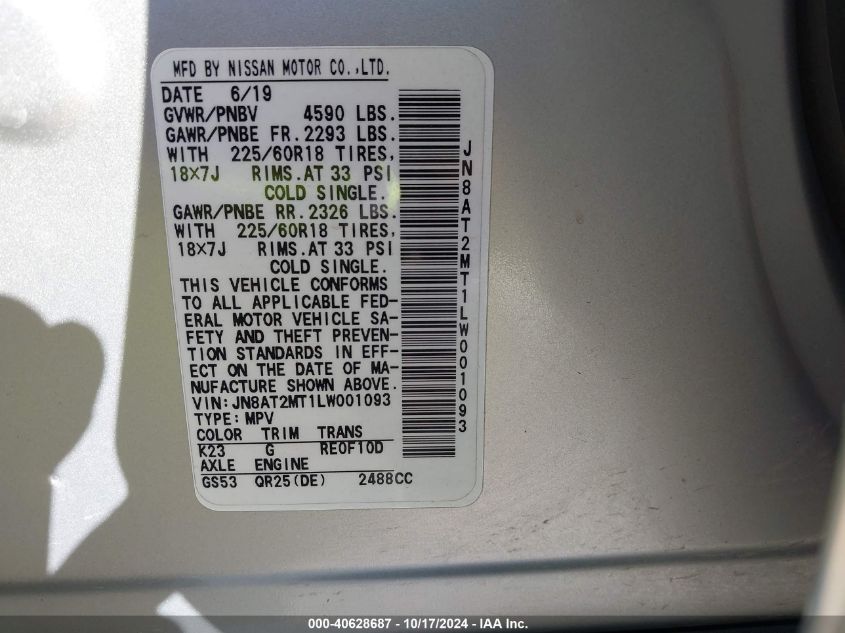 MFD BY NISSAN MOTOR CO.,LTD.
DATE 6/19
GVWR/PNBV 4590 LBS.
GAWR/PNBE FR. 2293 LBS.
WITH 225/60R18 TIRES,
18×7J RIMS. AT 33 PSI
COLD SINGLE.
GAWR/PNBE RR. 2326 LBS.
WITH 225/60R18 TIRES,
18×7J RIMS. AT 33 PSI
COLD SINGLE.
THIS VEHICLE CONFORMS
TO ALL APPLICABLE FED-
ERAL MOTOR VEHICLE SA-
FETY AND THEFT PREVEN-
TION STANDARDS IN EFF-
ECT ON THE DATE OF MA-
NUFACTURE SHOWN ABOVE.
VIN: JN8AT2MT1LW001093
TYPE: MPV
COLOR TRIM TRANS
K23 G RE0F10D
AXLE ENGINE
GS53 QR25(DE) 2488CC
JN8AT2MT1LW001093
000-40628687 - 10/17/2024 - IAA Inc.